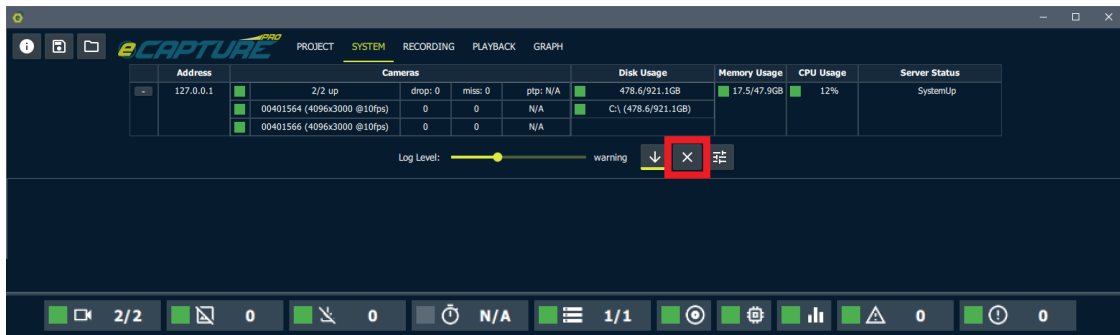 eCAPTURE PRO
PROJECT SYSTEM RECORDING PLAYBACK GRAPH
Address Cameras Disk Usage Memory Usage CPU Usage Server Status
- 127.0.0.1 2/2 up drop: 0 miss: 0 ptp: N/A 478.6/921.1GB 17.5/47.9GB 12% SystemUp
00401564 (4096x3000 @10fps) 0 0 N/A C:\ (478.6/921.1GB)
00401566 (4096x3000 @10fps) 0 0 N/A
Log Level: warning
2/2 0 0 N/A 1/1 0 0